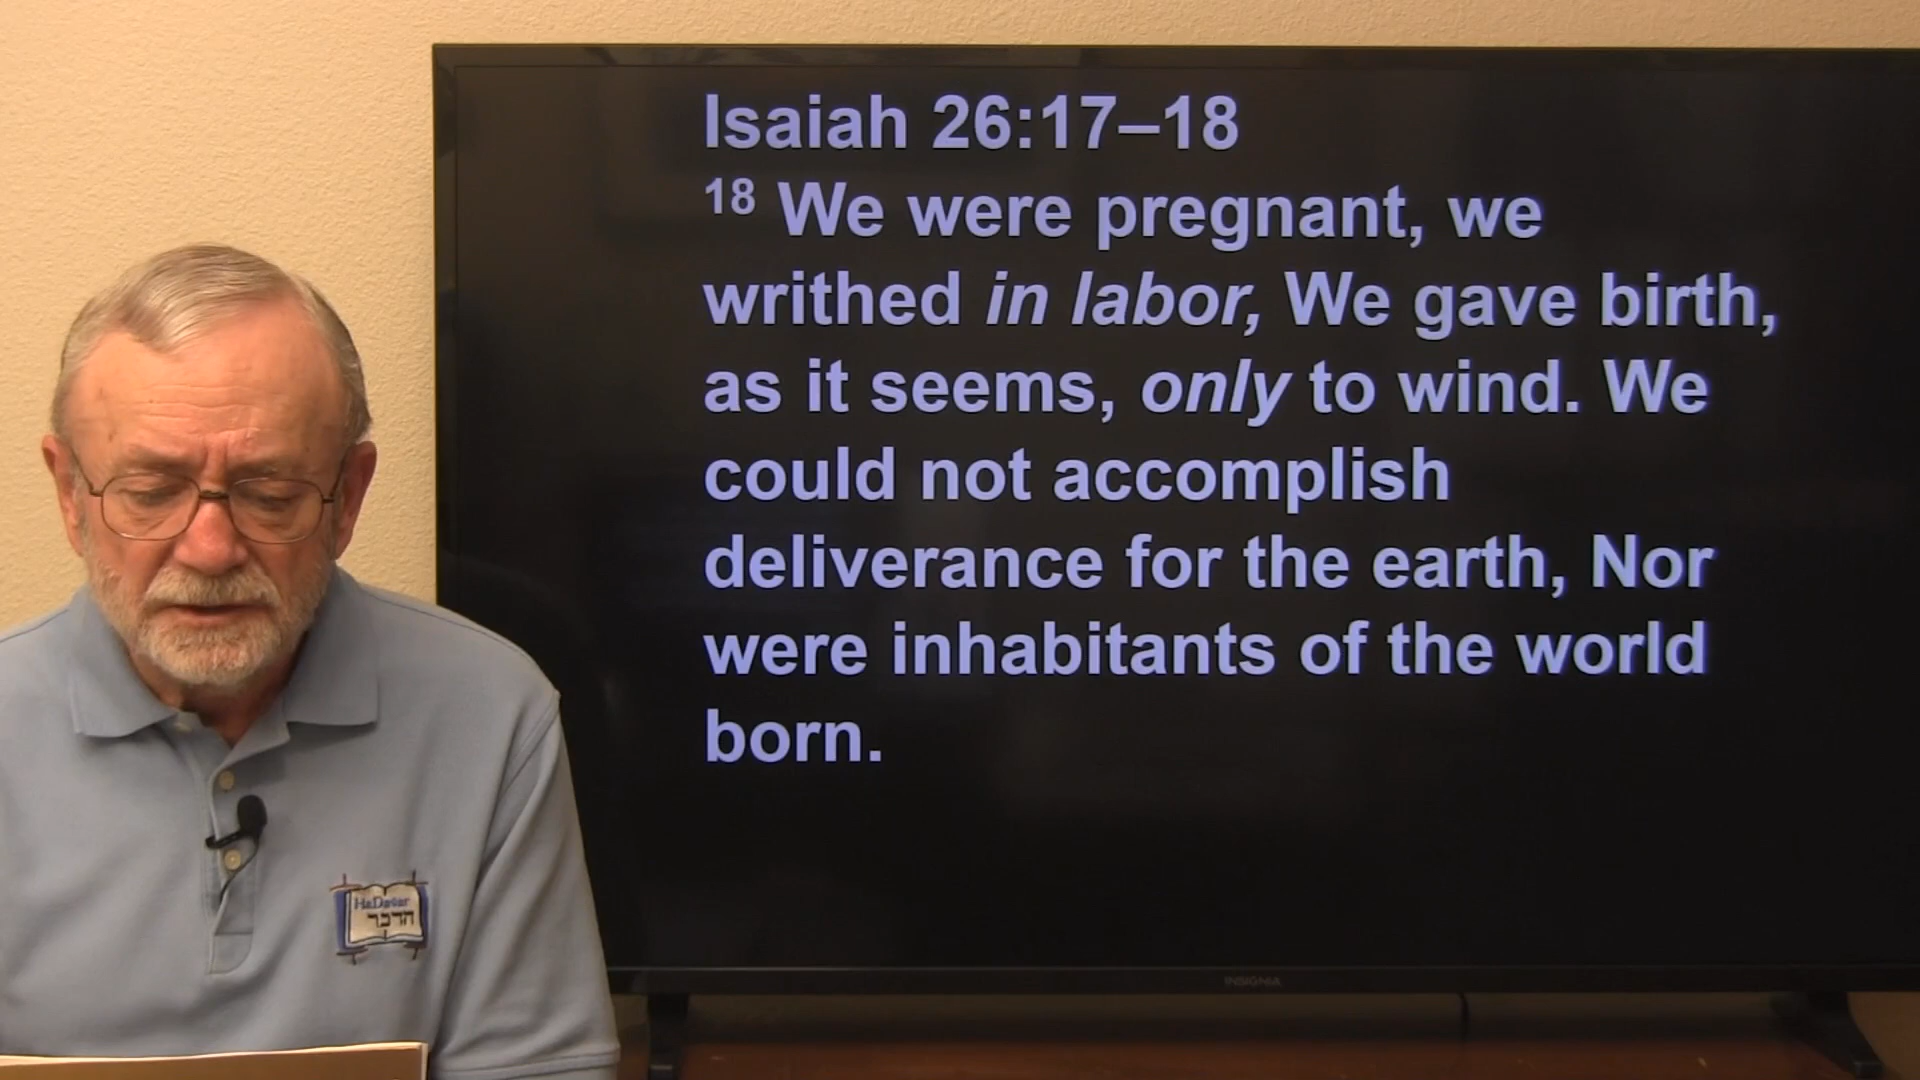 Isaiah 26:17–18
18 We were pregnant, we
writhed in labor, We gave birth,
as it seems, only to wind. We
could not accomplish
deliverance for the earth, Nor
were inhabitants of the world
born.
HaDavar
הדבר
INSIGNIA